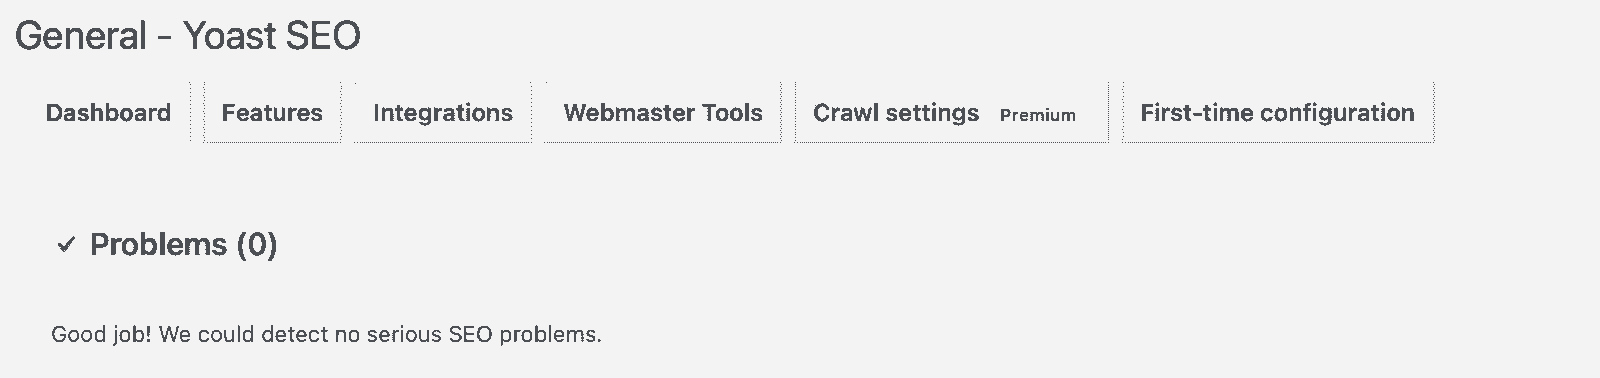 General - Yoast SEO
Dashboard Features Integrations Webmaster Tools Crawl settings Premium First-time configuration
✓ Problems (0)
Good job! We could detect no serious SEO problems.